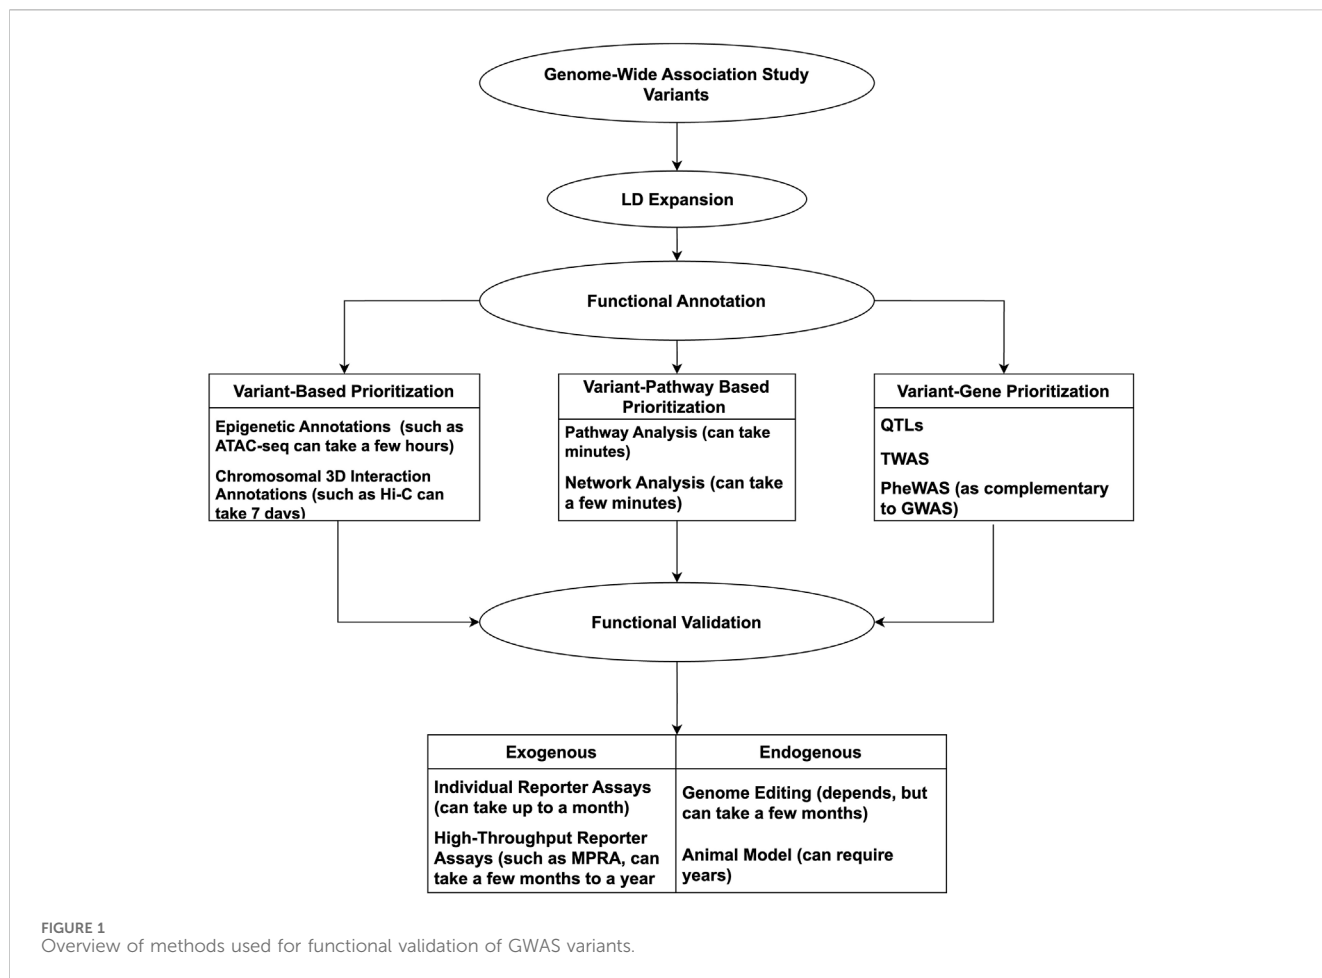 Genome-Wide Association Study
Variants
LD Expansion
Functional Annotation
Variant-Based Prioritization
Epigenetic Annotations (such as
ATAC-seq can take a few hours)
Chromosomal 3D Interaction
Annotations (such as Hi-C can
take 7 days)
Variant-Pathway Based
Prioritization
Pathway Analysis (can take
minutes)
Network Analysis (can take
a few minutes)
Variant-Gene Prioritization
QTLs
TWAS
PheWAS (as complementary
to GWAS)
Functional Validation
Exogenous
Individual Reporter Assays
(can take up to a month)
High-Throughput Reporter
Assays (such as MPRA, can
take a few months to a year
Endogenous
Genome Editing (depends, but
can take a few months)
Animal Model (can require
years)
FIGURE 1
Overview of methods used for functional validation of GWAS variants.